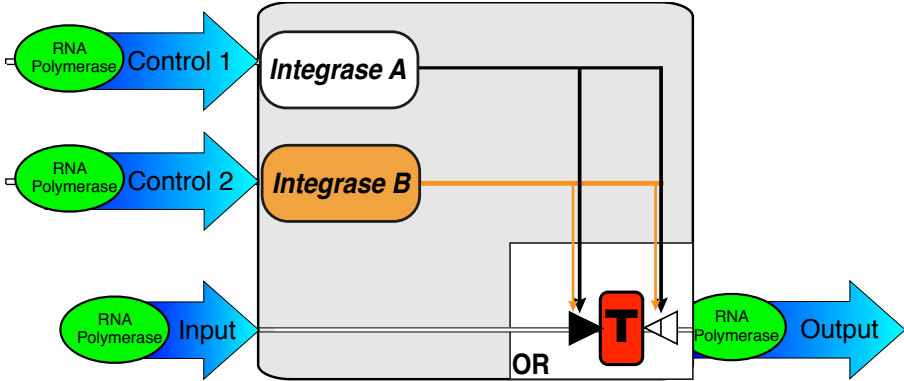 RNA
Polymerase
Control 1
Integrase A
RNA
Polymerase
Control 2
Integrase B
RNA
Polymerase
Input
T
RNA
Polymerase
Output
OR